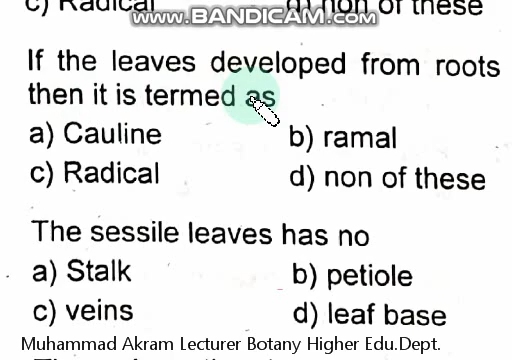 c) Radical d) non of these
WWW.BANDICAM.COM
If the leaves developed from roots
then it is termed as
a) Cauline b) ramal
c) Radical d) non of these
The sessile leaves has no
a) Stalk b) petiole
c) veins d) leaf base
Muhammad Akram Lecturer Botany Higher Edu.Dept.